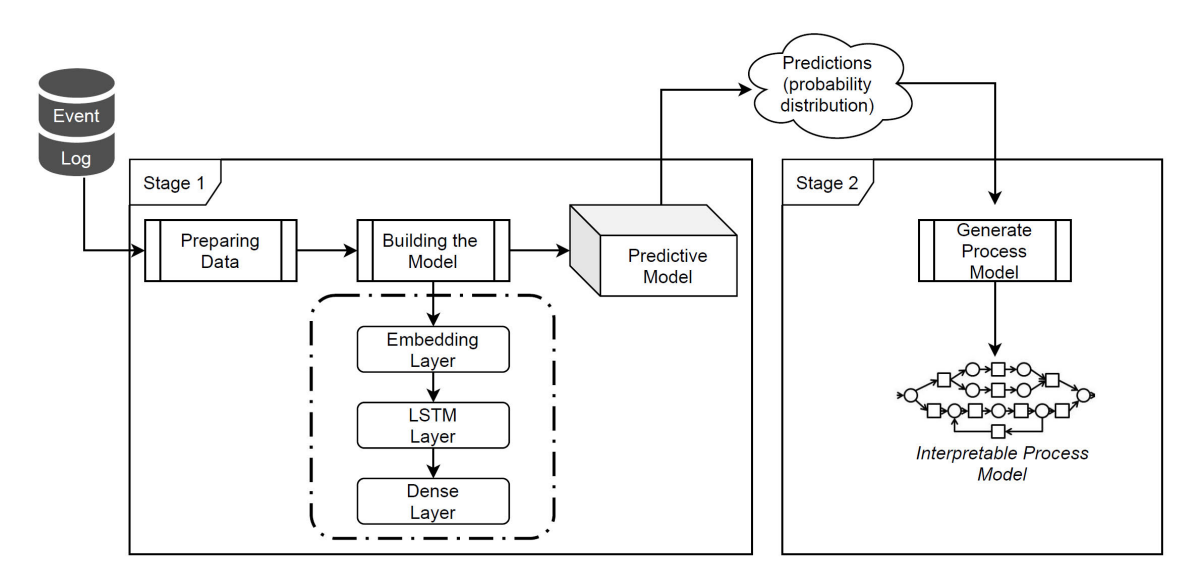 Event
Log
Stage 1
Preparing
Data
Building the
Model
Predictive
Model
Embedding
Layer
LSTM
Layer
Dense
Layer
Predictions
(probability
distribution)
Stage 2
Generate
Process
Model
Interpretable Process
Model